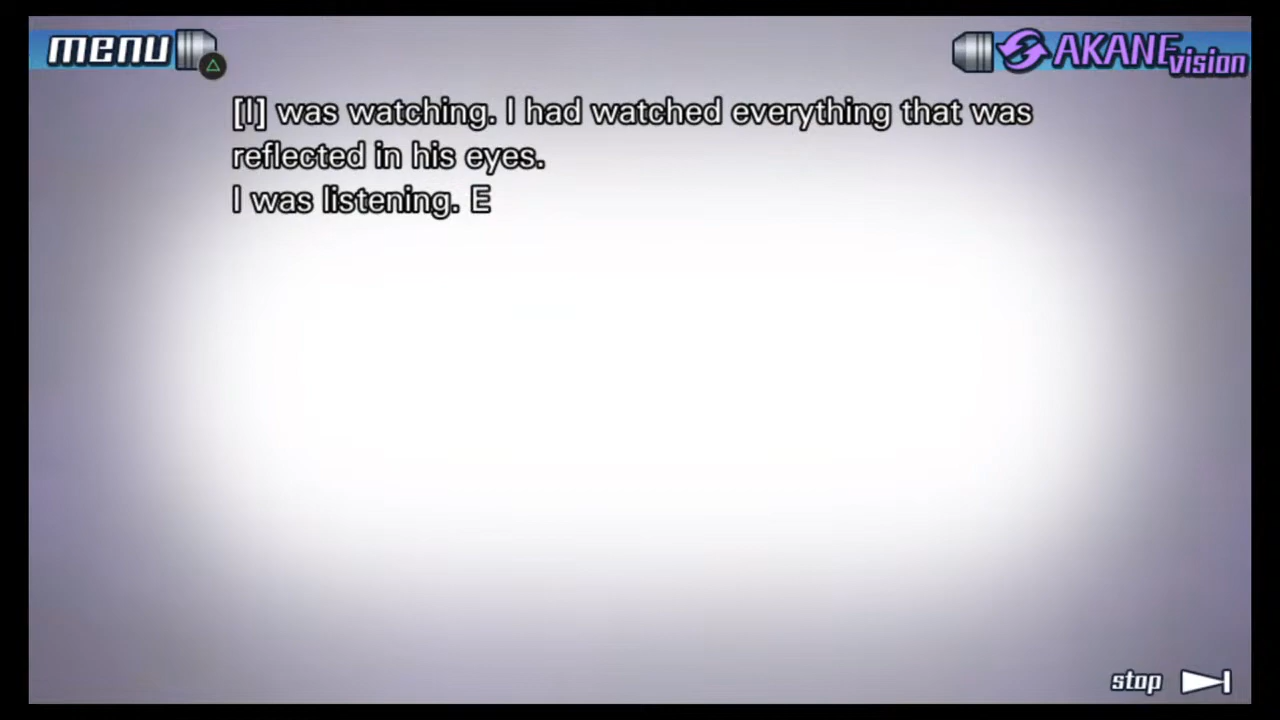 menu
AKANE vision
[I] was watching. I had watched everything that was
reflected in his eyes.
I was listening. E
stop